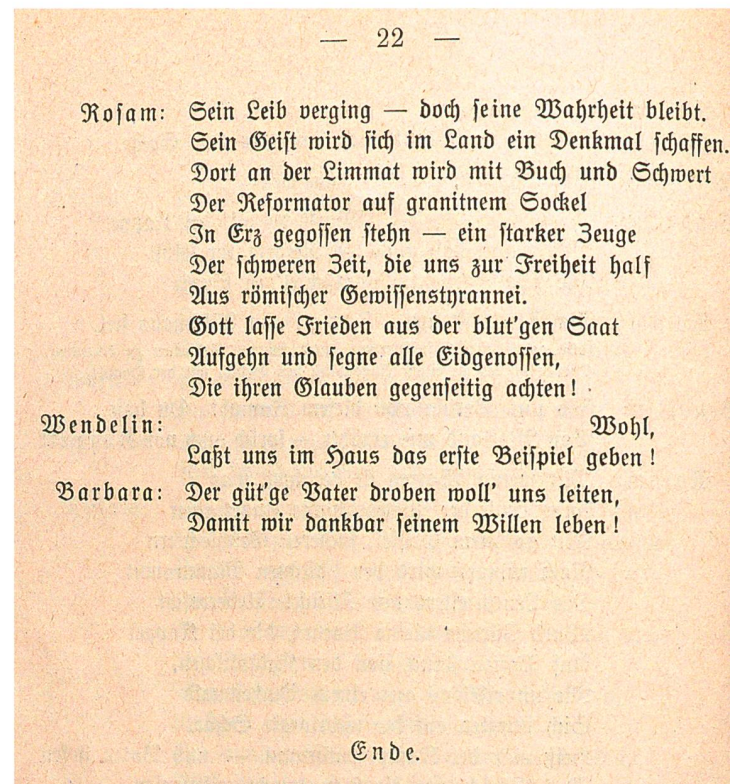 — 22 —
Rosam: Sein Leib verging — doch seine Wahrheit bleibt.
Sein Geist wird sich im Land ein Denkmal schaffen.
Dort an der Limmat wird mit Buch und Schwert
Der Reformator auf granitnem Sockel
In Erz gegossen stehn — ein starker Zeuge
Der schweren Zeit, die uns zur Freiheit half
Aus römischer Gewissenstyrannei.
Gott lasse Frieden aus der blut'gen Saat
Aufgehn und segne alle Eidgenossen,
Die ihren Glauben gegenseitig achten!
Wendelin: Wohl,
Laßt uns im Haus das erste Beispiel geben!
Barbara: Der güt'ge Vater droben woll' uns leiten,
Damit wir dankbar seinem Willen leben!
Ende.